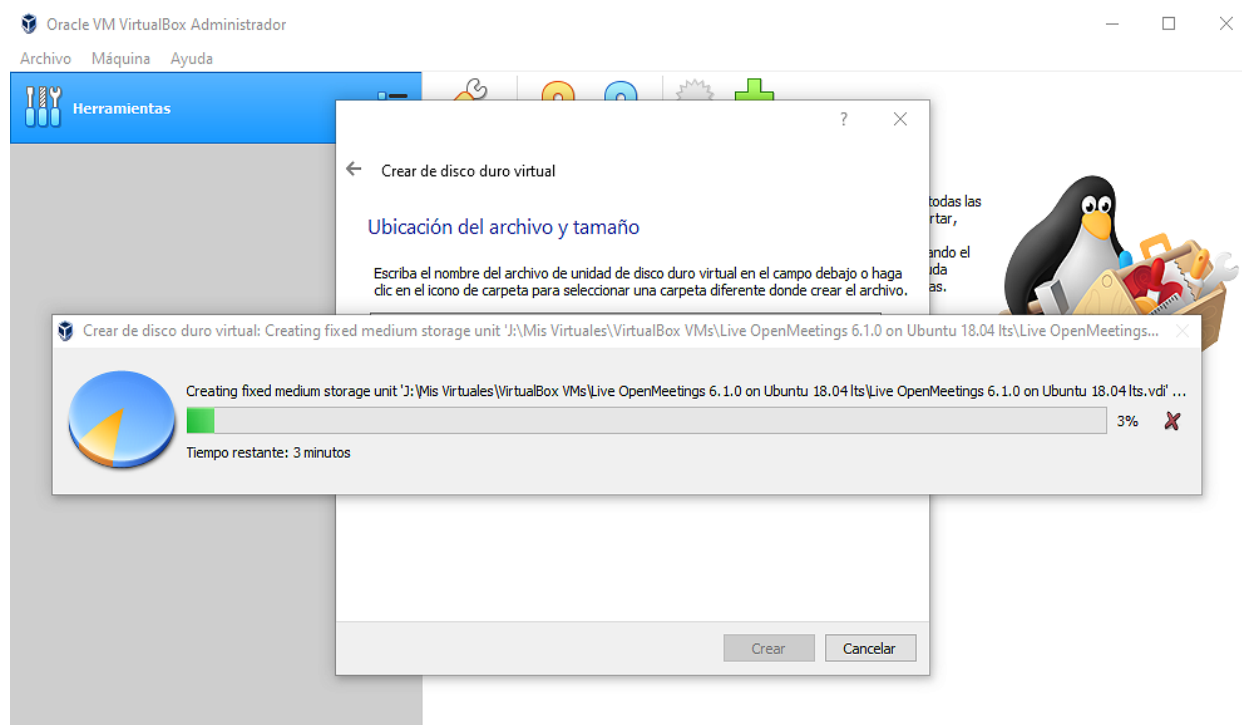 Oracle VM VirtualBox Administrador
Archivo Máquina Ayuda
Herramientas
?
Crear de disco duro virtual
todas las
rtar,
Ubicación del archivo y tamaño
ando el
uda
as.
Escriba el nombre del archivo de unidad de disco duro virtual en el campo debajo o haga
clic en el icono de carpeta para seleccionar una carpeta diferente donde crear el archivo.
Crear de disco duro virtual: Creating fixed medium storage unit 'J:\Mis Virtuales\VirtualBox VMs\Live OpenMeetings 6.1.0 on Ubuntu 18.04 lts\Live OpenMeetings...
Creating fixed medium storage unit 'J:\Mis Virtuales\VirtualBox VMs\Live OpenMeetings 6.1.0 on Ubuntu 18.04 lts\Live OpenMeetings 6.1.0 on Ubuntu 18.04 lts.vdi' ...
3%
Tiempo restante: 3 minutos
Crear Cancelar